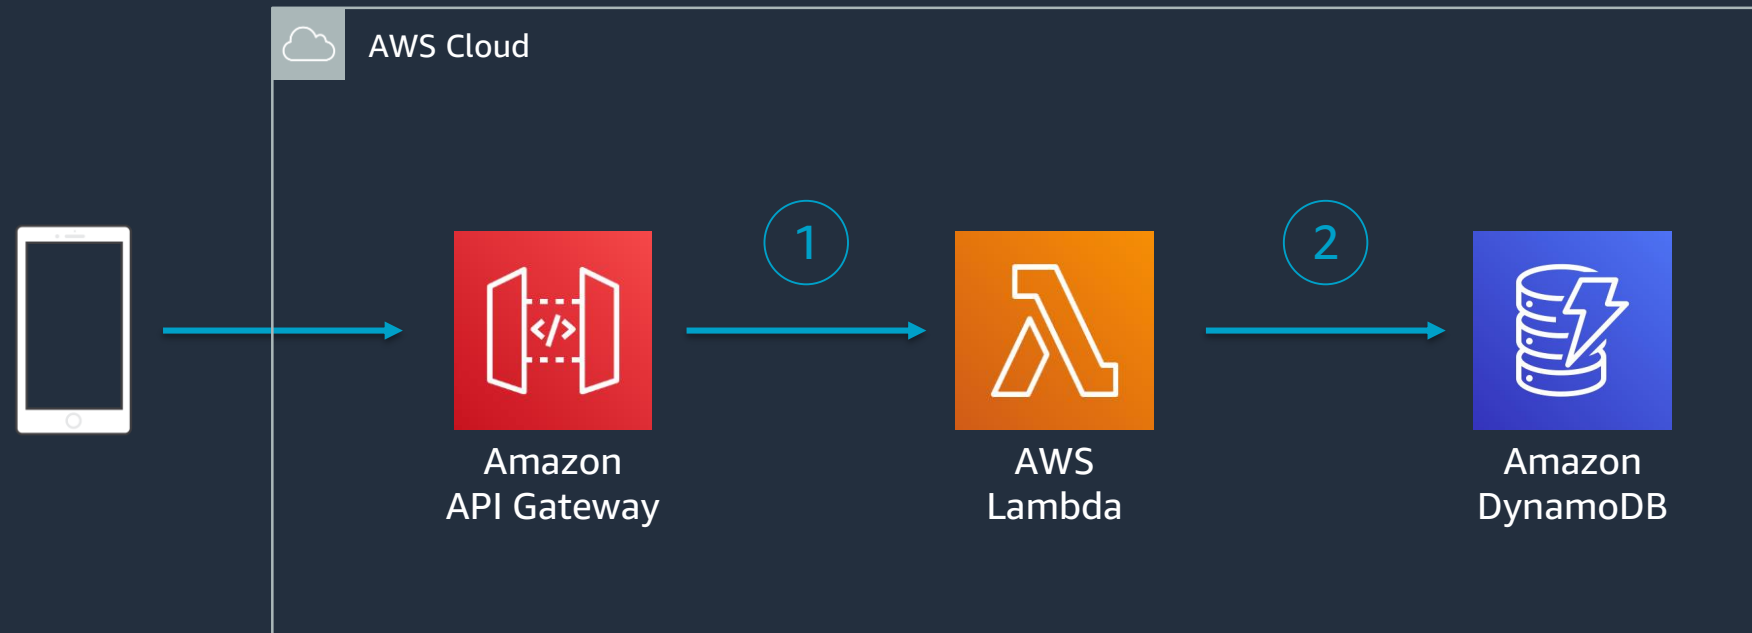 AWS Cloud
1
2
</>
Amazon
API Gateway
AWS
Lambda
Amazon
DynamoDB